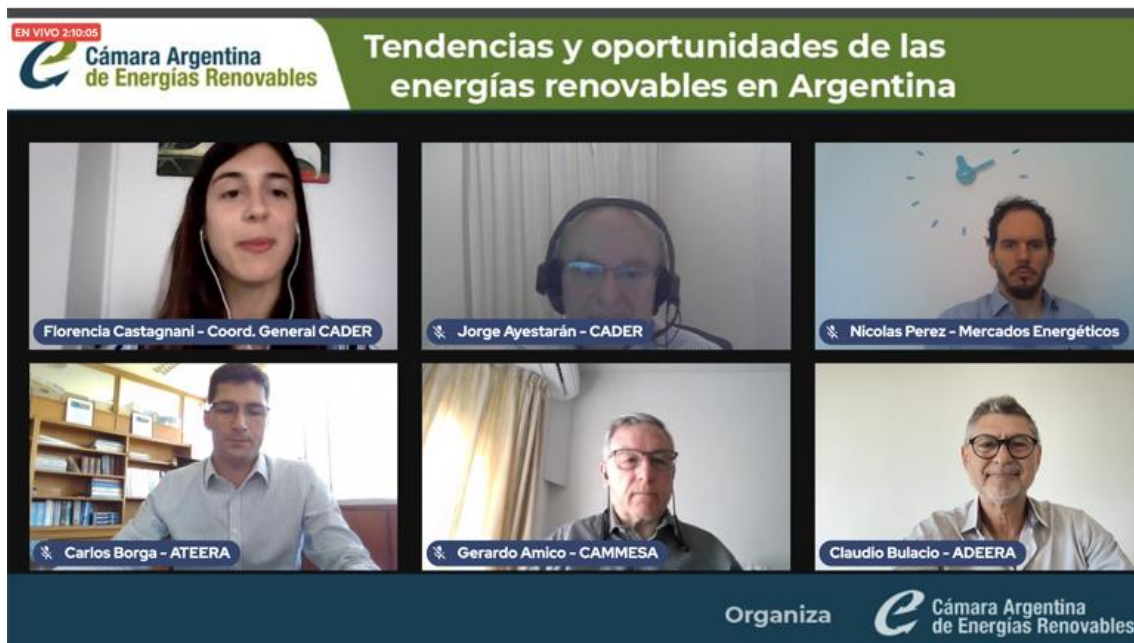 EN VIVO 2:10:05
Cámara Argentina
de Energías Renovables
Tendencias y oportunidades de las
energías renovables en Argentina
Florencia Castagnani - Coord. General CADER
Jorge Ayestarán - CADER
Nicolas Perez - Mercados Energéticos
Carlos Borga - ATEERA
Gerardo Amico - CAMMESA
Claudio Bulacio - ADEERA
Organiza
Cámara Argentina
de Energías Renovables